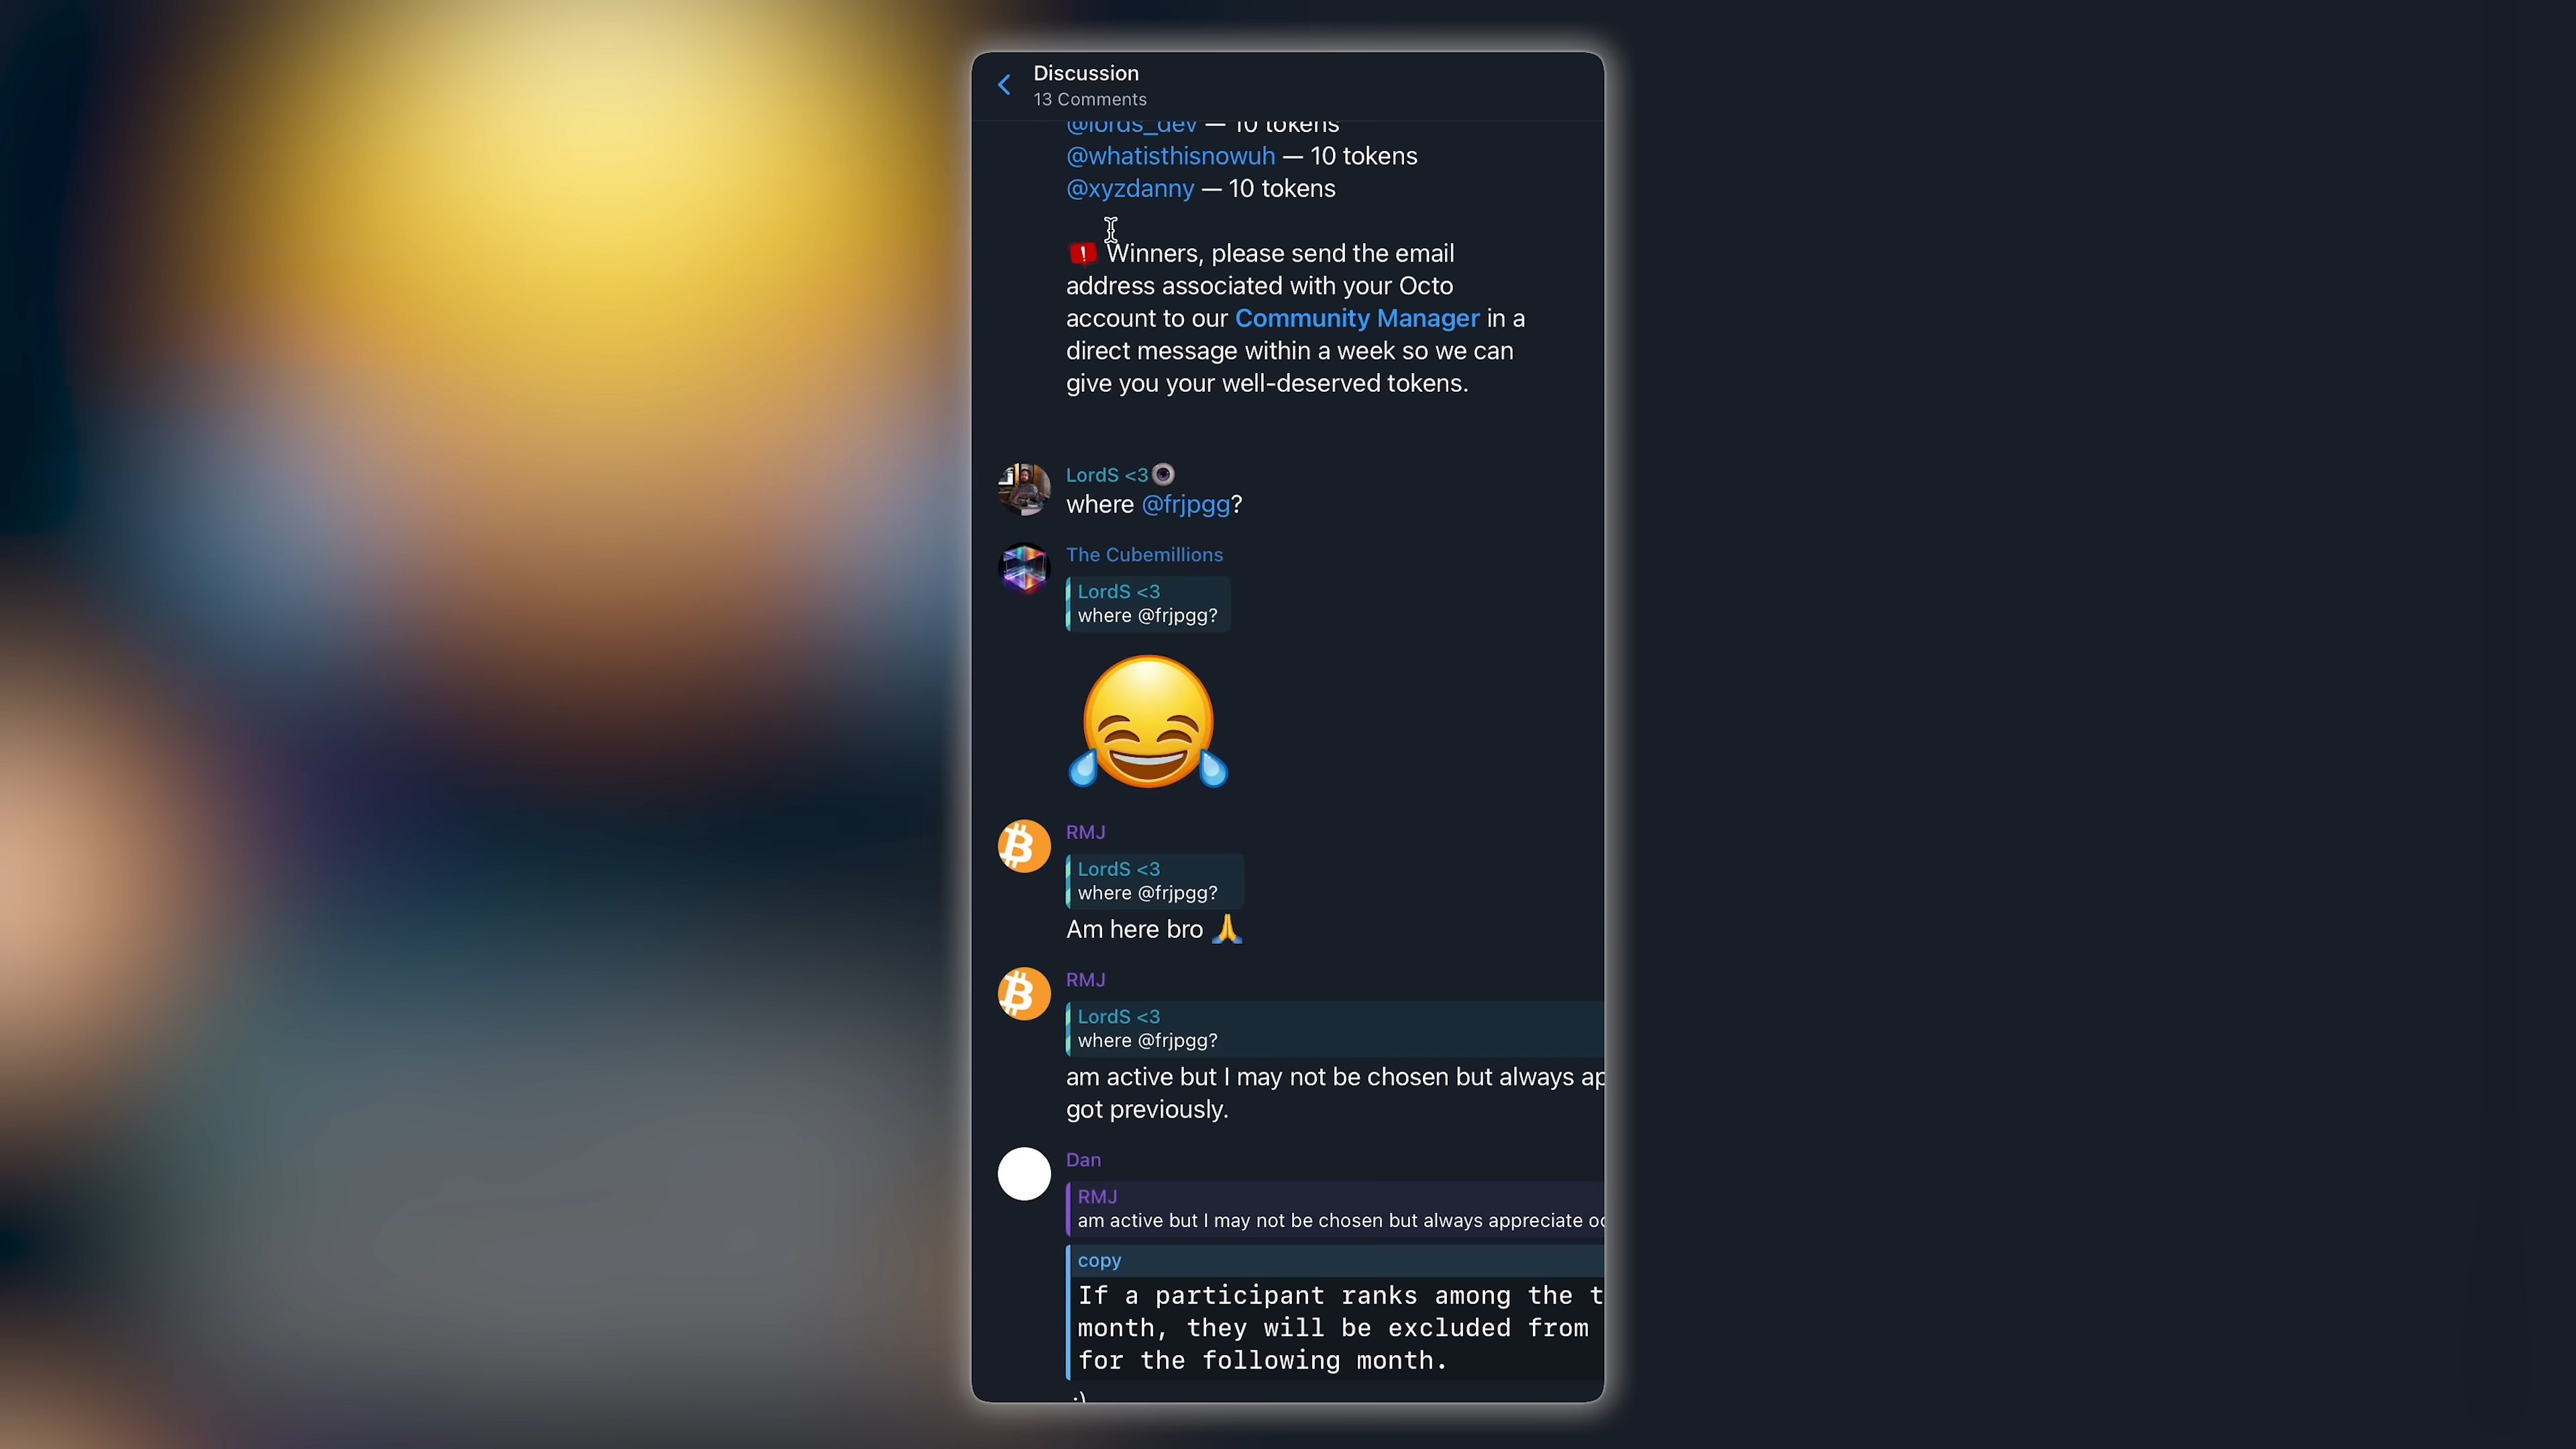 Discussion
13 Comments
@lords_dev — 10 tokens
@whatisthisnowuh — 10 tokens
@xyzdanny — 10 tokens
Winners, please send the email
address associated with your Octo
account to our Community Manager in a
direct message within a week so we can
give you your well-deserved tokens.
LordS <3
where @frjpgg?
The Cubemillions
LordS <3
where @frjpgg?
RMJ
LordS <3
where @frjpgg?
Am here bro 🙏
RMJ
LordS <3
where @frjpgg?
am active but I may not be chosen but always ap
got previously.
Dan
RMJ
am active but I may not be chosen but always appreciate oc
copy
If a participant ranks among the t
month, they will be excluded from
for the following month.
:)